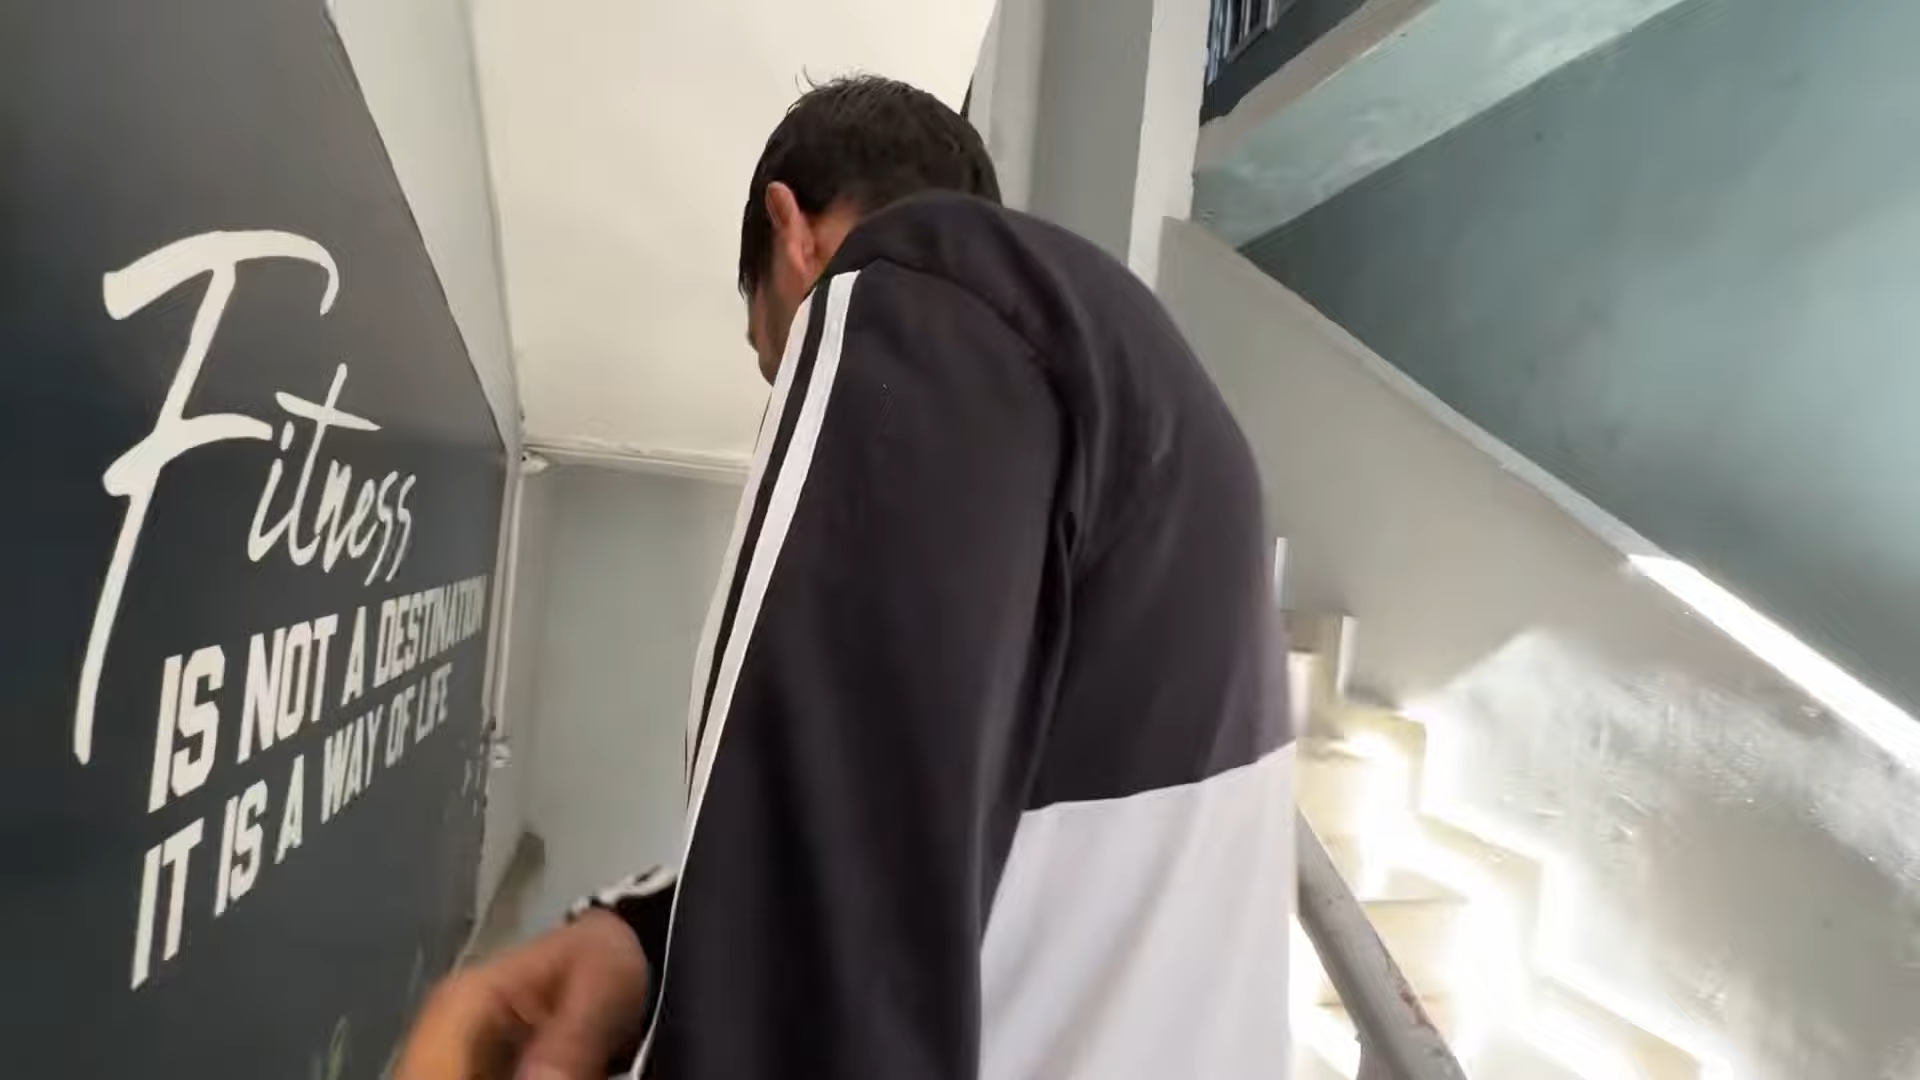 Fitness
IS NOT A DESTINATION
IT IS A WAY OF LIFE